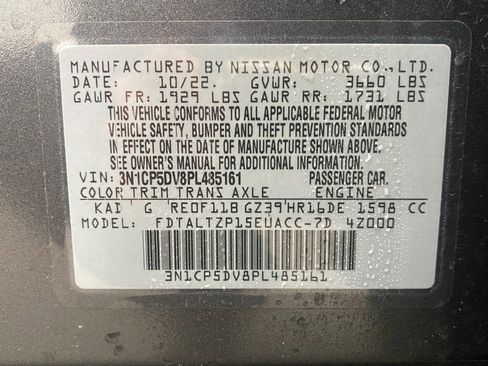 MANUFACTURED BY NISSAN MOTOR CO.,LTD.
DATE: 10/22. GVWR: 3660 LBS
GAWR FR: 1929 LBS GAWR RR: 1731 LBS
THIS VEHICLE CONFORMS TO ALL APPLICABLE FEDERAL MOTOR
VEHICLE SAFETY, BUMPER AND THEFT PREVENTION STANDARDS
IN EFFECT ON THE DATE OF MANUFACTURE SHOWN ABOVE.
SEE OWNER'S MANUAL FOR ADDITIONAL INFORMATION.
VIN: 3N1CP5DV8PL485161 PASSENGER CAR.
COLOR TRIM TRANS AXLE ENGINE
KAD G RE0F11B GZ39 HR16DE 1598 CC
MODEL: FDTALTZP15EUACC-7D 4Z000
3N1CP5DV8PL485161